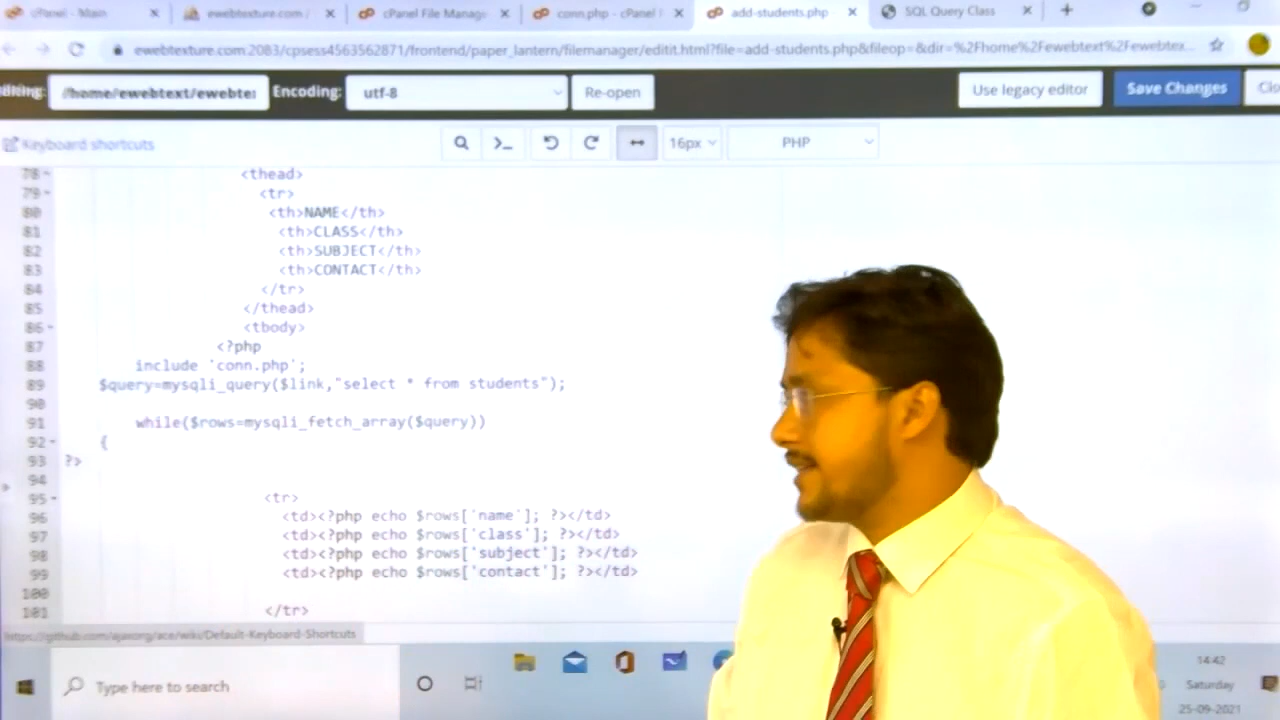 cPanel - Main
ewebtexture.com /
cPanel File Manag
conn.php - cPanel
add-students.php
SQL Query Class
ewebtexture.com:2083/cpsess4563562871/frontend/paper_lantern/filemanager/editit.html?file=add-students.php&fileop=&dir=%2Fhome%2Fewebtext%2Fewebtex...
/home/ewebtext/ewebte
Encoding:
utf-8
Re-open
Use legacy editor
Save Changes
Clo
Keyboard shortcuts
16px
PHP
78 <thead>
79 <tr>
80 <th>NAME</th>
81 <th>CLASS</th>
82 <th>SUBJECT</th>
83 <th>CONTACT</th>
84 </tr>
85 </thead>
86 <tbody>
87 <?php
88 include 'conn.php';
89 $query=mysqli_query($link,"select * from students");
90
91 while($rows=mysqli_fetch_array($query))
92 {
93 ?>
94
95 <tr>
96 <td><?php echo $rows['name']; ?></td>
97 <td><?php echo $rows['class']; ?></td>
98 <td><?php echo $rows['subject']; ?></td>
99 <td><?php echo $rows['contact']; ?></td>
100
101 </tr>
https://github.com/ajaxorg/ace/wiki/Default-Keyboard-Shortcuts
Type here to search
14:42
Saturday
25-09-2021